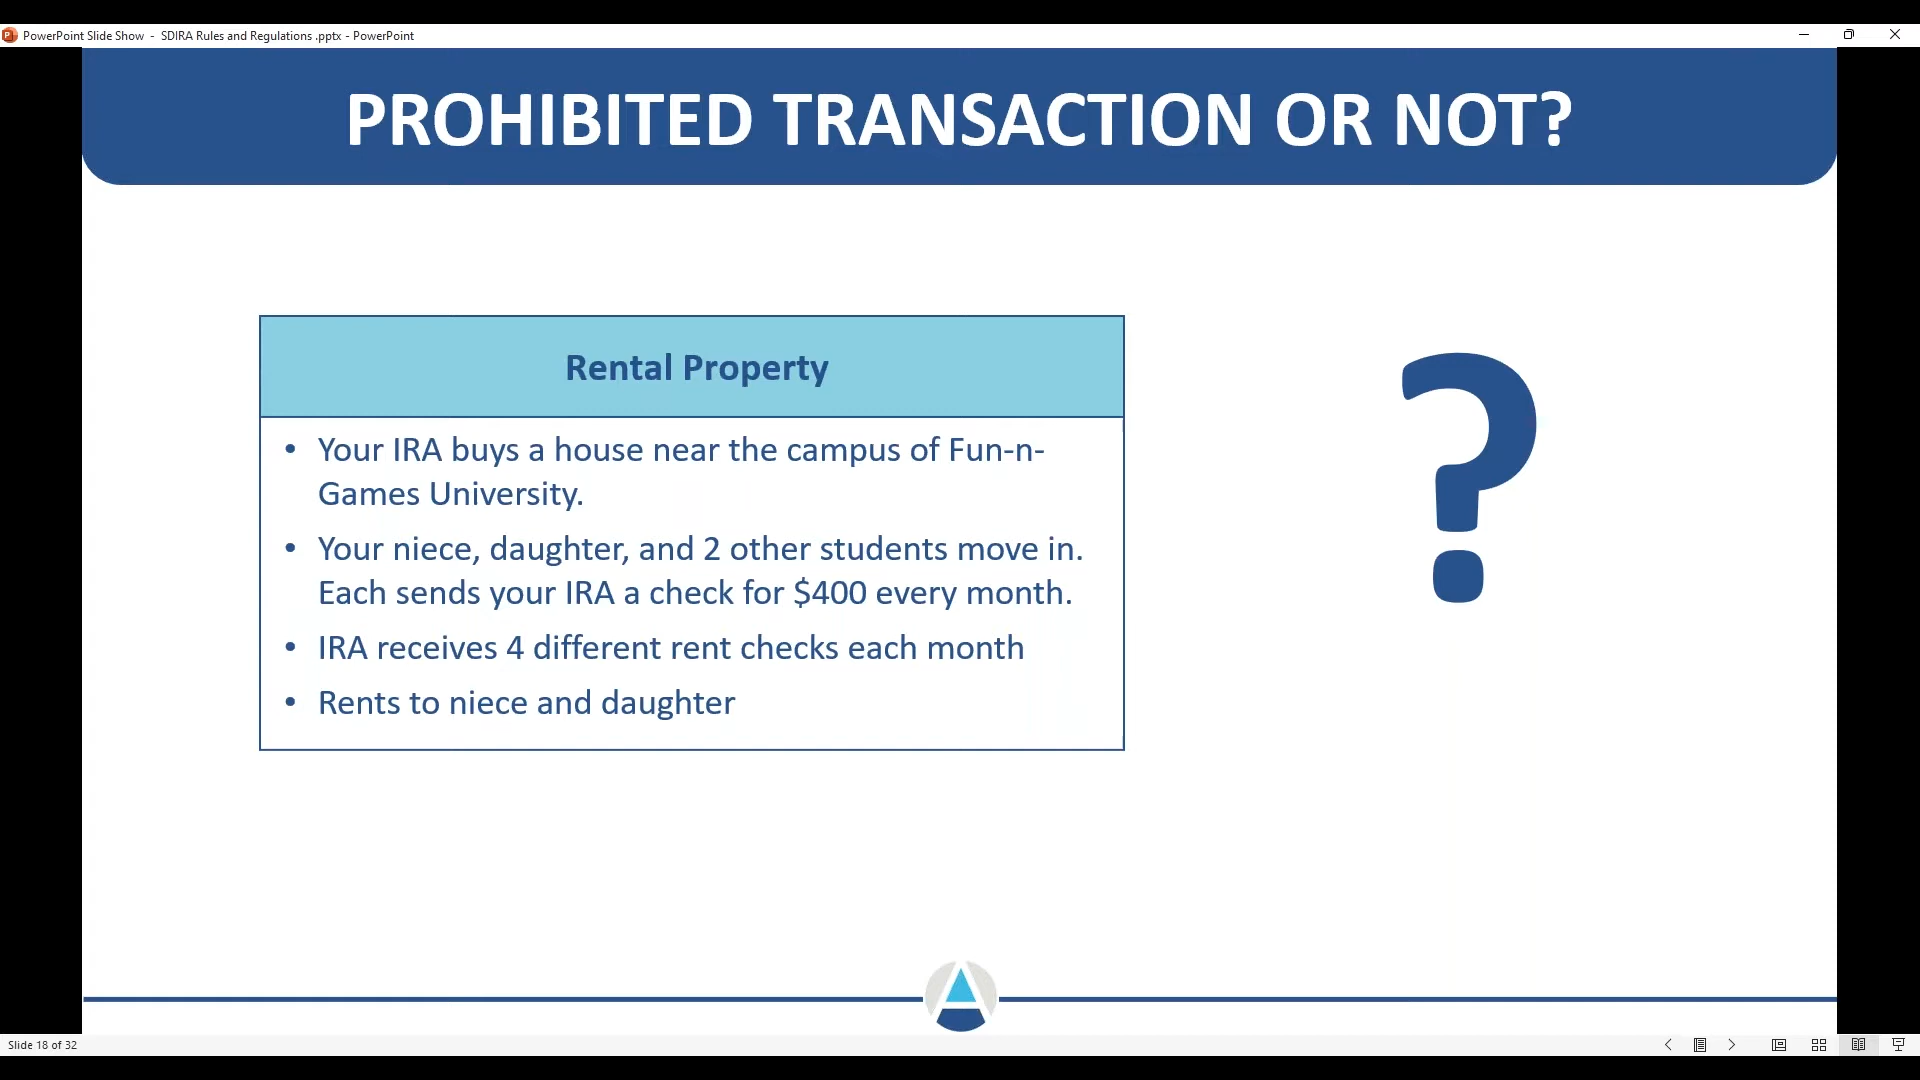 PowerPoint Slide Show - SDIRA Rules and Regulations .pptx - PowerPoint
PROHIBITED TRANSACTION OR NOT?
Rental Property
• Your IRA buys a house near the campus of Fun-n-
Games University.
• Your niece, daughter, and 2 other students move in.
Each sends your IRA a check for $400 every month.
• IRA receives 4 different rent checks each month
• Rents to niece and daughter
?
Slide 18 of 32